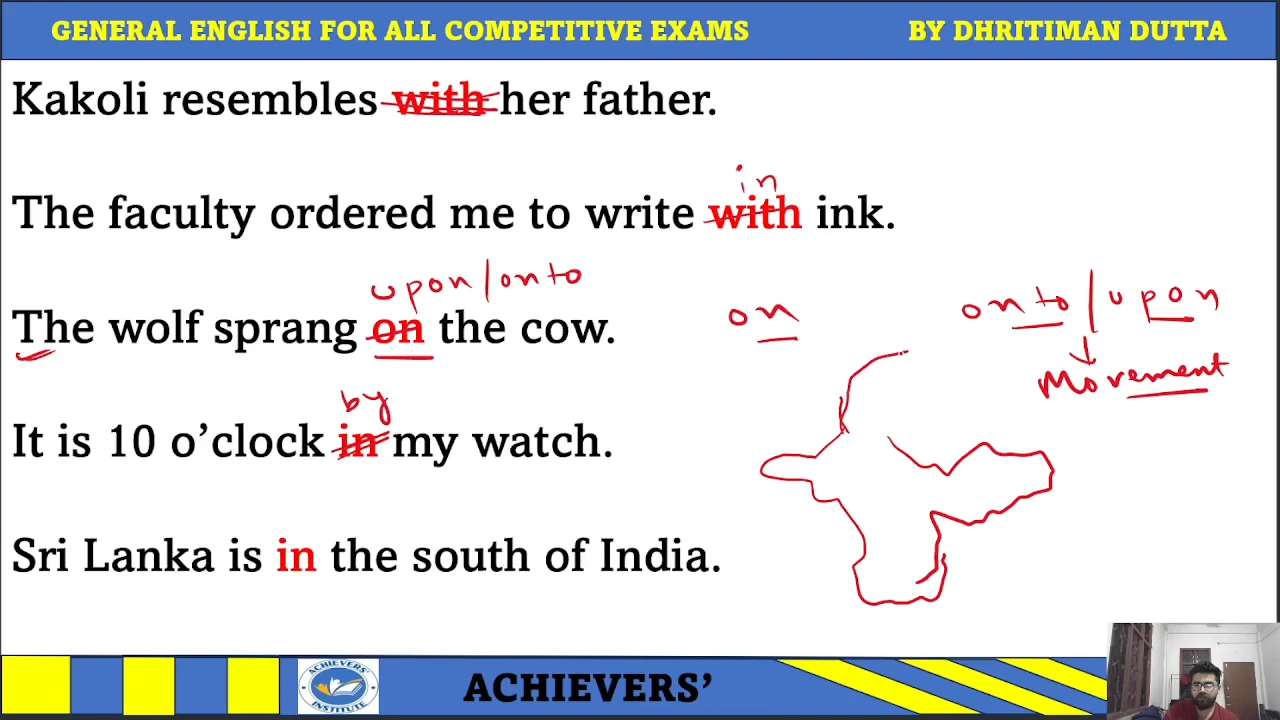 GENERAL ENGLISH FOR ALL COMPETITIVE EXAMS BY DHRITIMAN DUTTA
Kakoli resembles with her father.
in
The faculty ordered me to write with ink.
upon/onto
The wolf sprang on the cow.
on
onto/upon
Movement
by
It is 10 o’clock in my watch.
Sri Lanka is in the south of India.
ACHIEVERS’
INSTITUTE
ACHIEVERS’